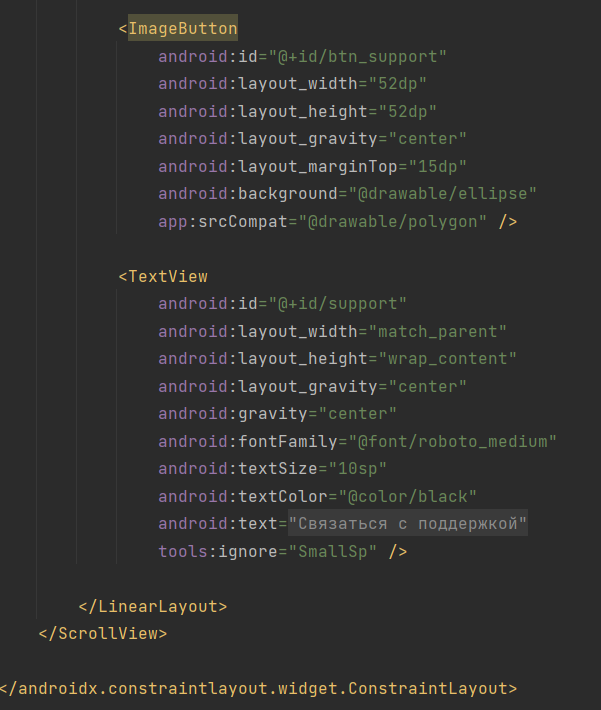 <ImageButton
android:id="@+id/btn_support"
android:layout_width="52dp"
android:layout_height="52dp"
android:layout_gravity="center"
android:layout_marginTop="15dp"
android:background="@drawable/ellipse"
app:srcCompat="@drawable/polygon" />
<TextView
android:id="@+id/support"
android:layout_width="match_parent"
android:layout_height="wrap_content"
android:layout_gravity="center"
android:gravity="center"
android:fontFamily="@font/roboto_medium"
android:textSize="10sp"
android:textColor="@color/black"
android:text="Связаться с поддержкой"
tools:ignore="SmallSp" />
</LinearLayout>
</ScrollView>
</androidx.constraintlayout.widget.ConstraintLayout>